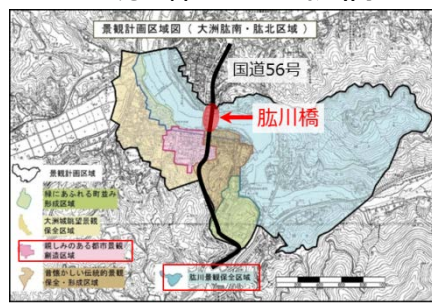 景観計画区域図（大洲肱南・肱北区域）
国道56号
肱川橋
景観計画区域
緑にあふれる町並み
形成区域
大洲城眺望景観
保全区域
親しみのある都市景観
創造区域
昔懐かしい伝統的景観
保全・形成区域
肱川景観保全区域